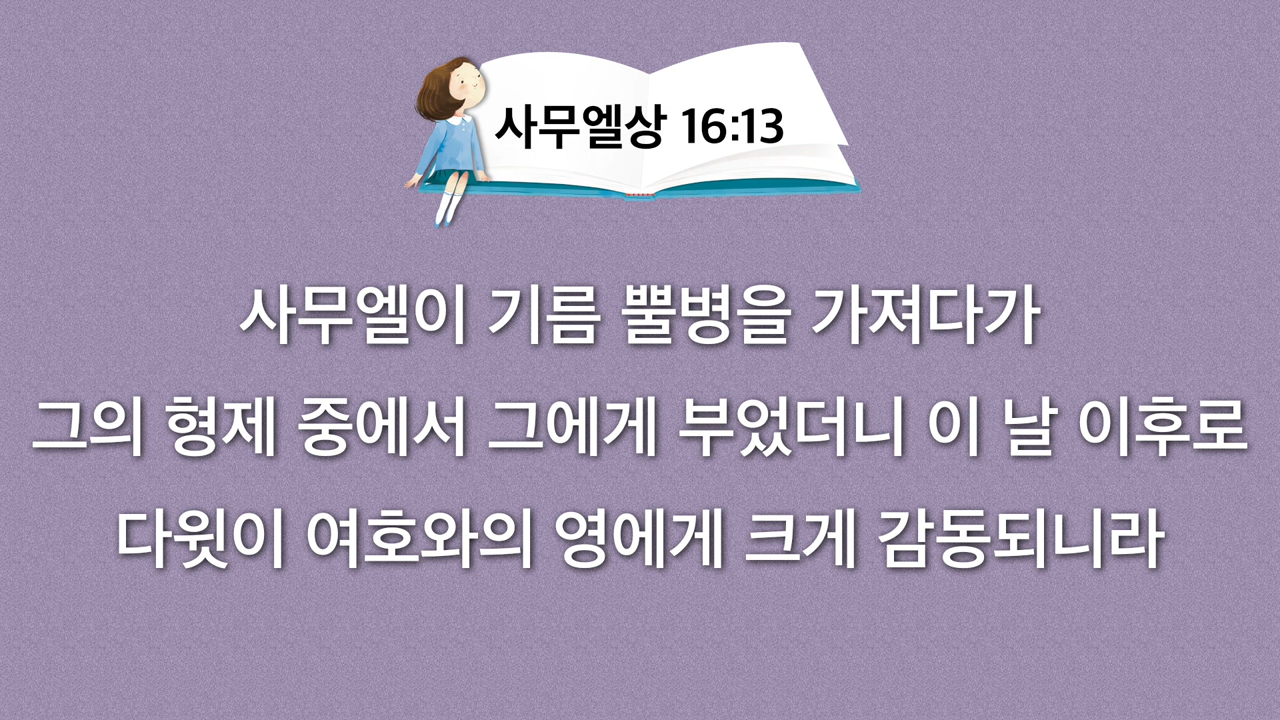 사무엘상 16:13
사무엘이 기름 뿔병을 가져다가
그의 형제 중에서 그에게 부었더니 이 날 이후로
다윗이 여호와의 영에게 크게 감동되니라